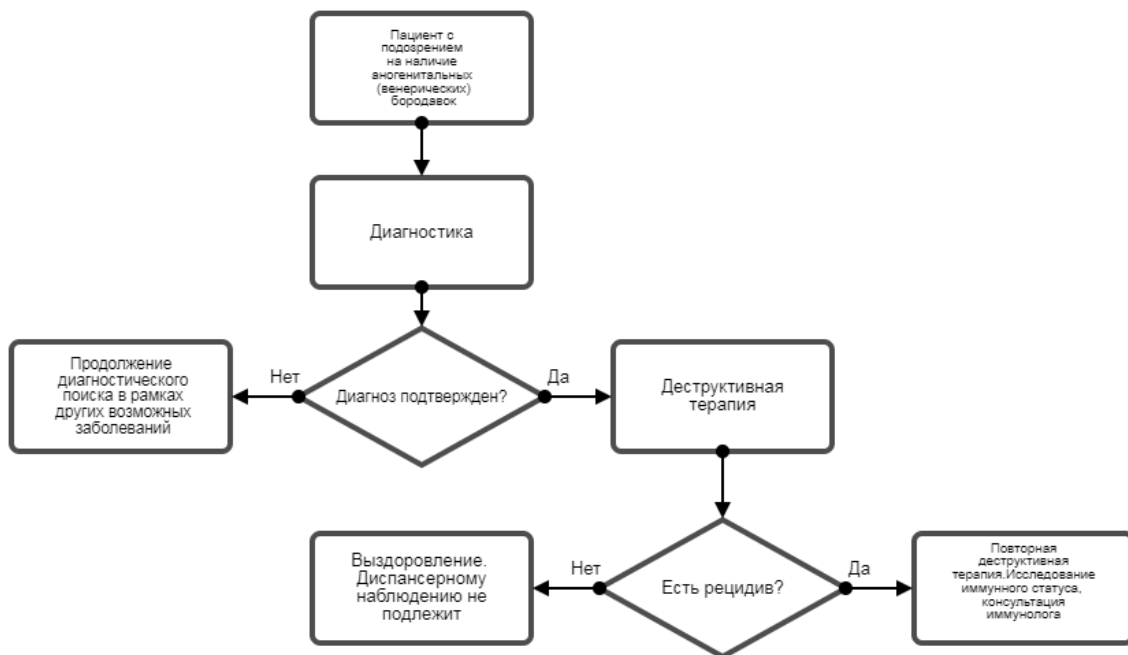 Пациент с
подозрением
на наличие
аногенитальных
(венерических)
бородавок
Диагностика
Диагноз подтвержден?
Нет
Да
Продолжение
диагностического
поиска в рамках
других возможных
заболеваний
Деструктивная
терапия
Есть рецидив?
Нет
Да
Выздоровление.
Диспансерному
наблюдению не
подлежит
Повторная
деструктивная
терапия.Исследование
иммунного статуса,
консультация
иммунолога